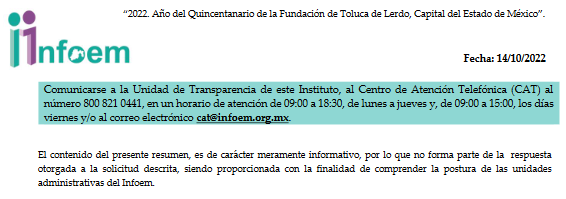 “2022. Año del Quincentanario de la Fundación de Toluca de Lerdo, Capital del Estado de México”.
infoem
Fecha: 14/10/2022
Comunicarse a la Unidad de Transparencia de este Instituto, al Centro de Atención Telefónica (CAT) al
número 800 821 0441, en un horario de atención de 09:00 a 18:30, de lunes a jueves y, de 09:00 a 15:00, los días
viernes y/o al correo electrónico cat@infoem.org.mx.
El contenido del presente resumen, es de carácter meramente informativo, por lo que no forma parte de la respuesta
otorgada a la solicitud descrita, siendo proporcionada con la finalidad de comprender la postura de las unidades
administrativas del Infoem.